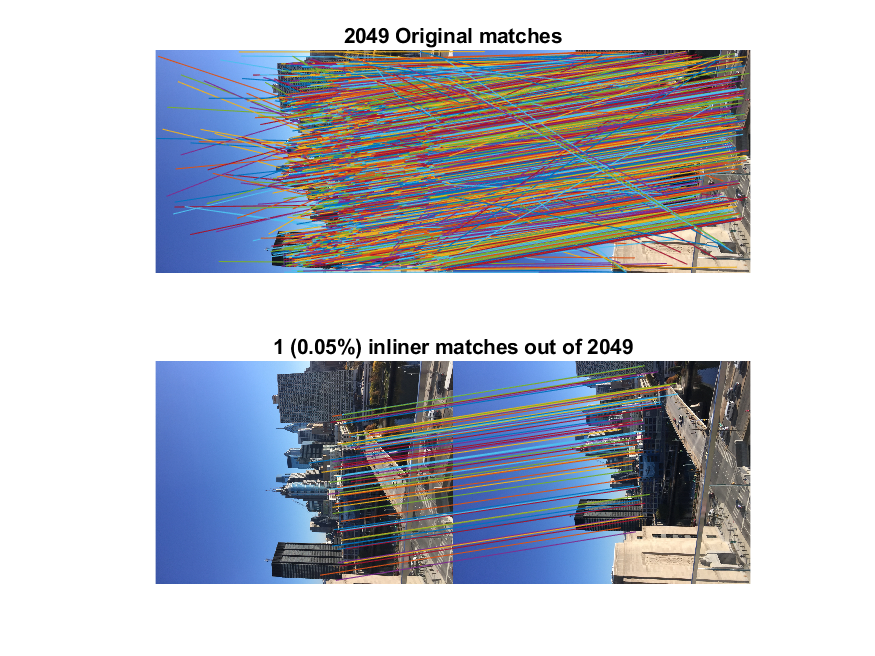 2049 Original matches
1 (0.05%) inliner matches out of 2049